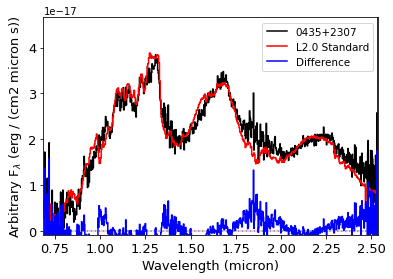 1e−17
0435+2307
L2.0 Standard
Difference
Arbitrary Fλ (erg / (cm2 micron s))
4
3
2
1
0
0.75 1.00 1.25 1.50 1.75 2.00 2.25 2.50
Wavelength (micron)